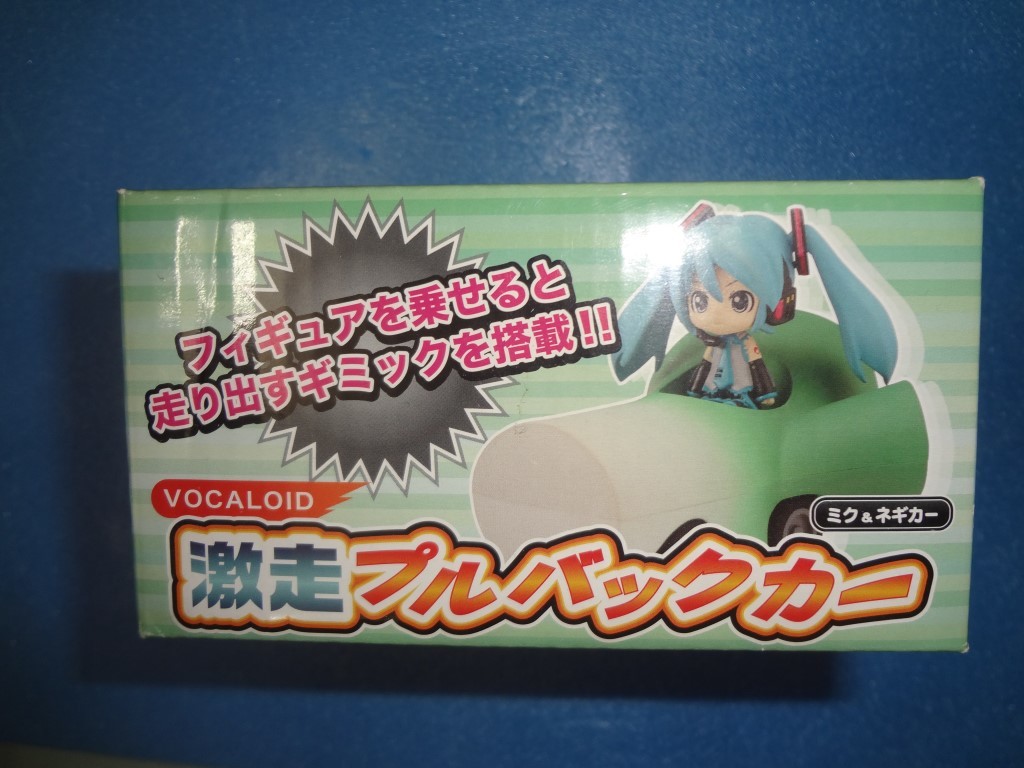 フィギュアを乗せると
走り出すギミックを搭載!!
VOCALOID
ミク&ネギカー
激走プルバックカー